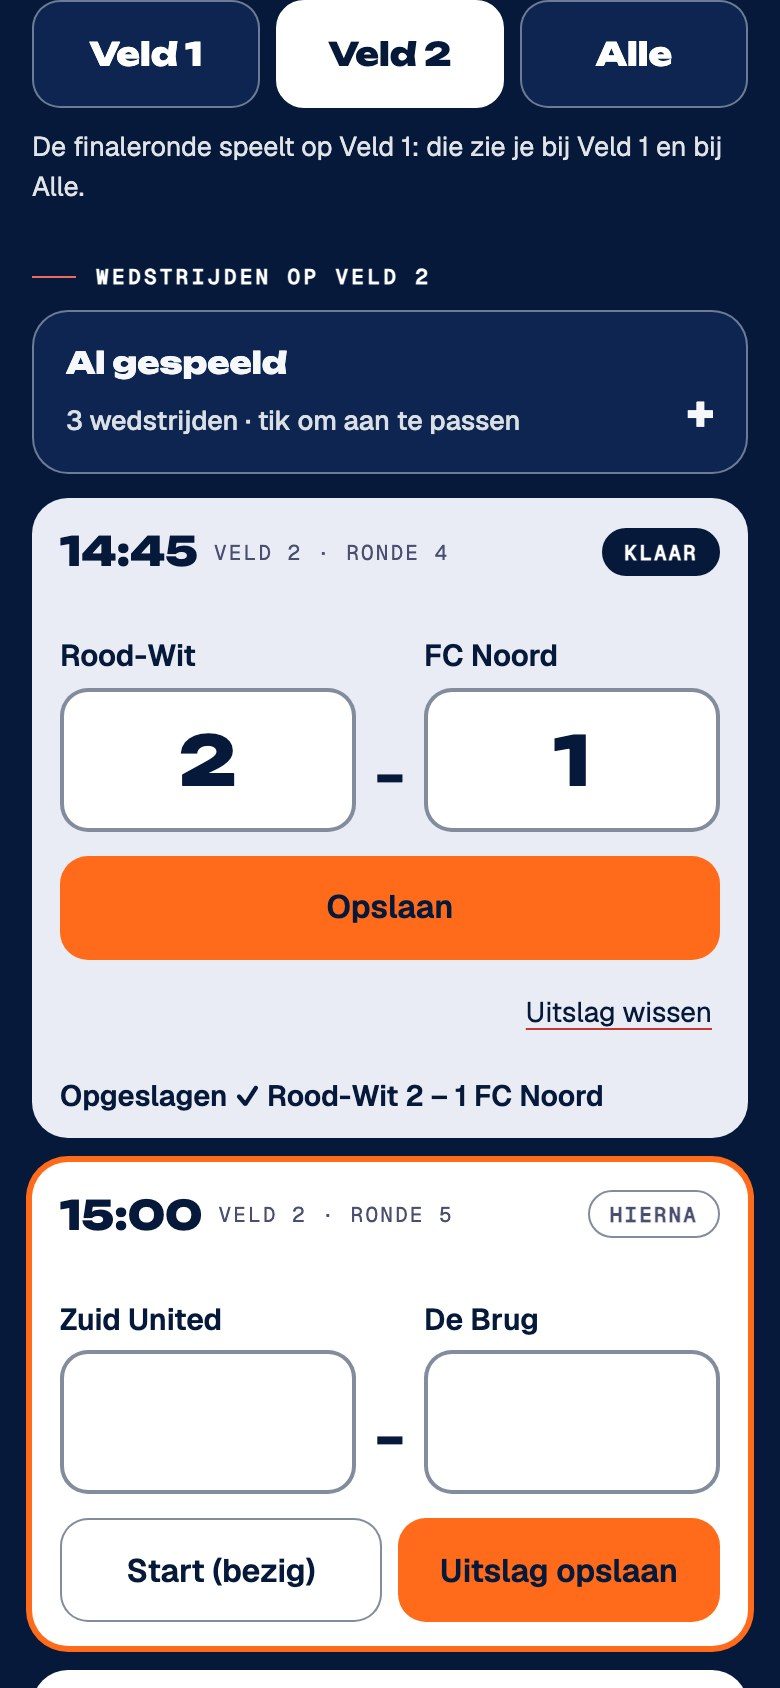 Veld 1
Veld 2
Alle
De finaleronde speelt op Veld 1: die zie je bij Veld 1 en bij
Alle.
WEDSTRIJDEN OP VELD 2
Al gespeeld
3 wedstrijden · tik om aan te passen
+
14:45 VELD 2 · RONDE 4 KLAAR
Rood-Wit FC Noord
2 – 1
Opslaan
Uitslag wissen
Opgeslagen ✓ Rood-Wit 2 – 1 FC Noord
15:00 VELD 2 · RONDE 5 HIERNA
Zuid United De Brug
–
Start (bezig) Uitslag opslaan